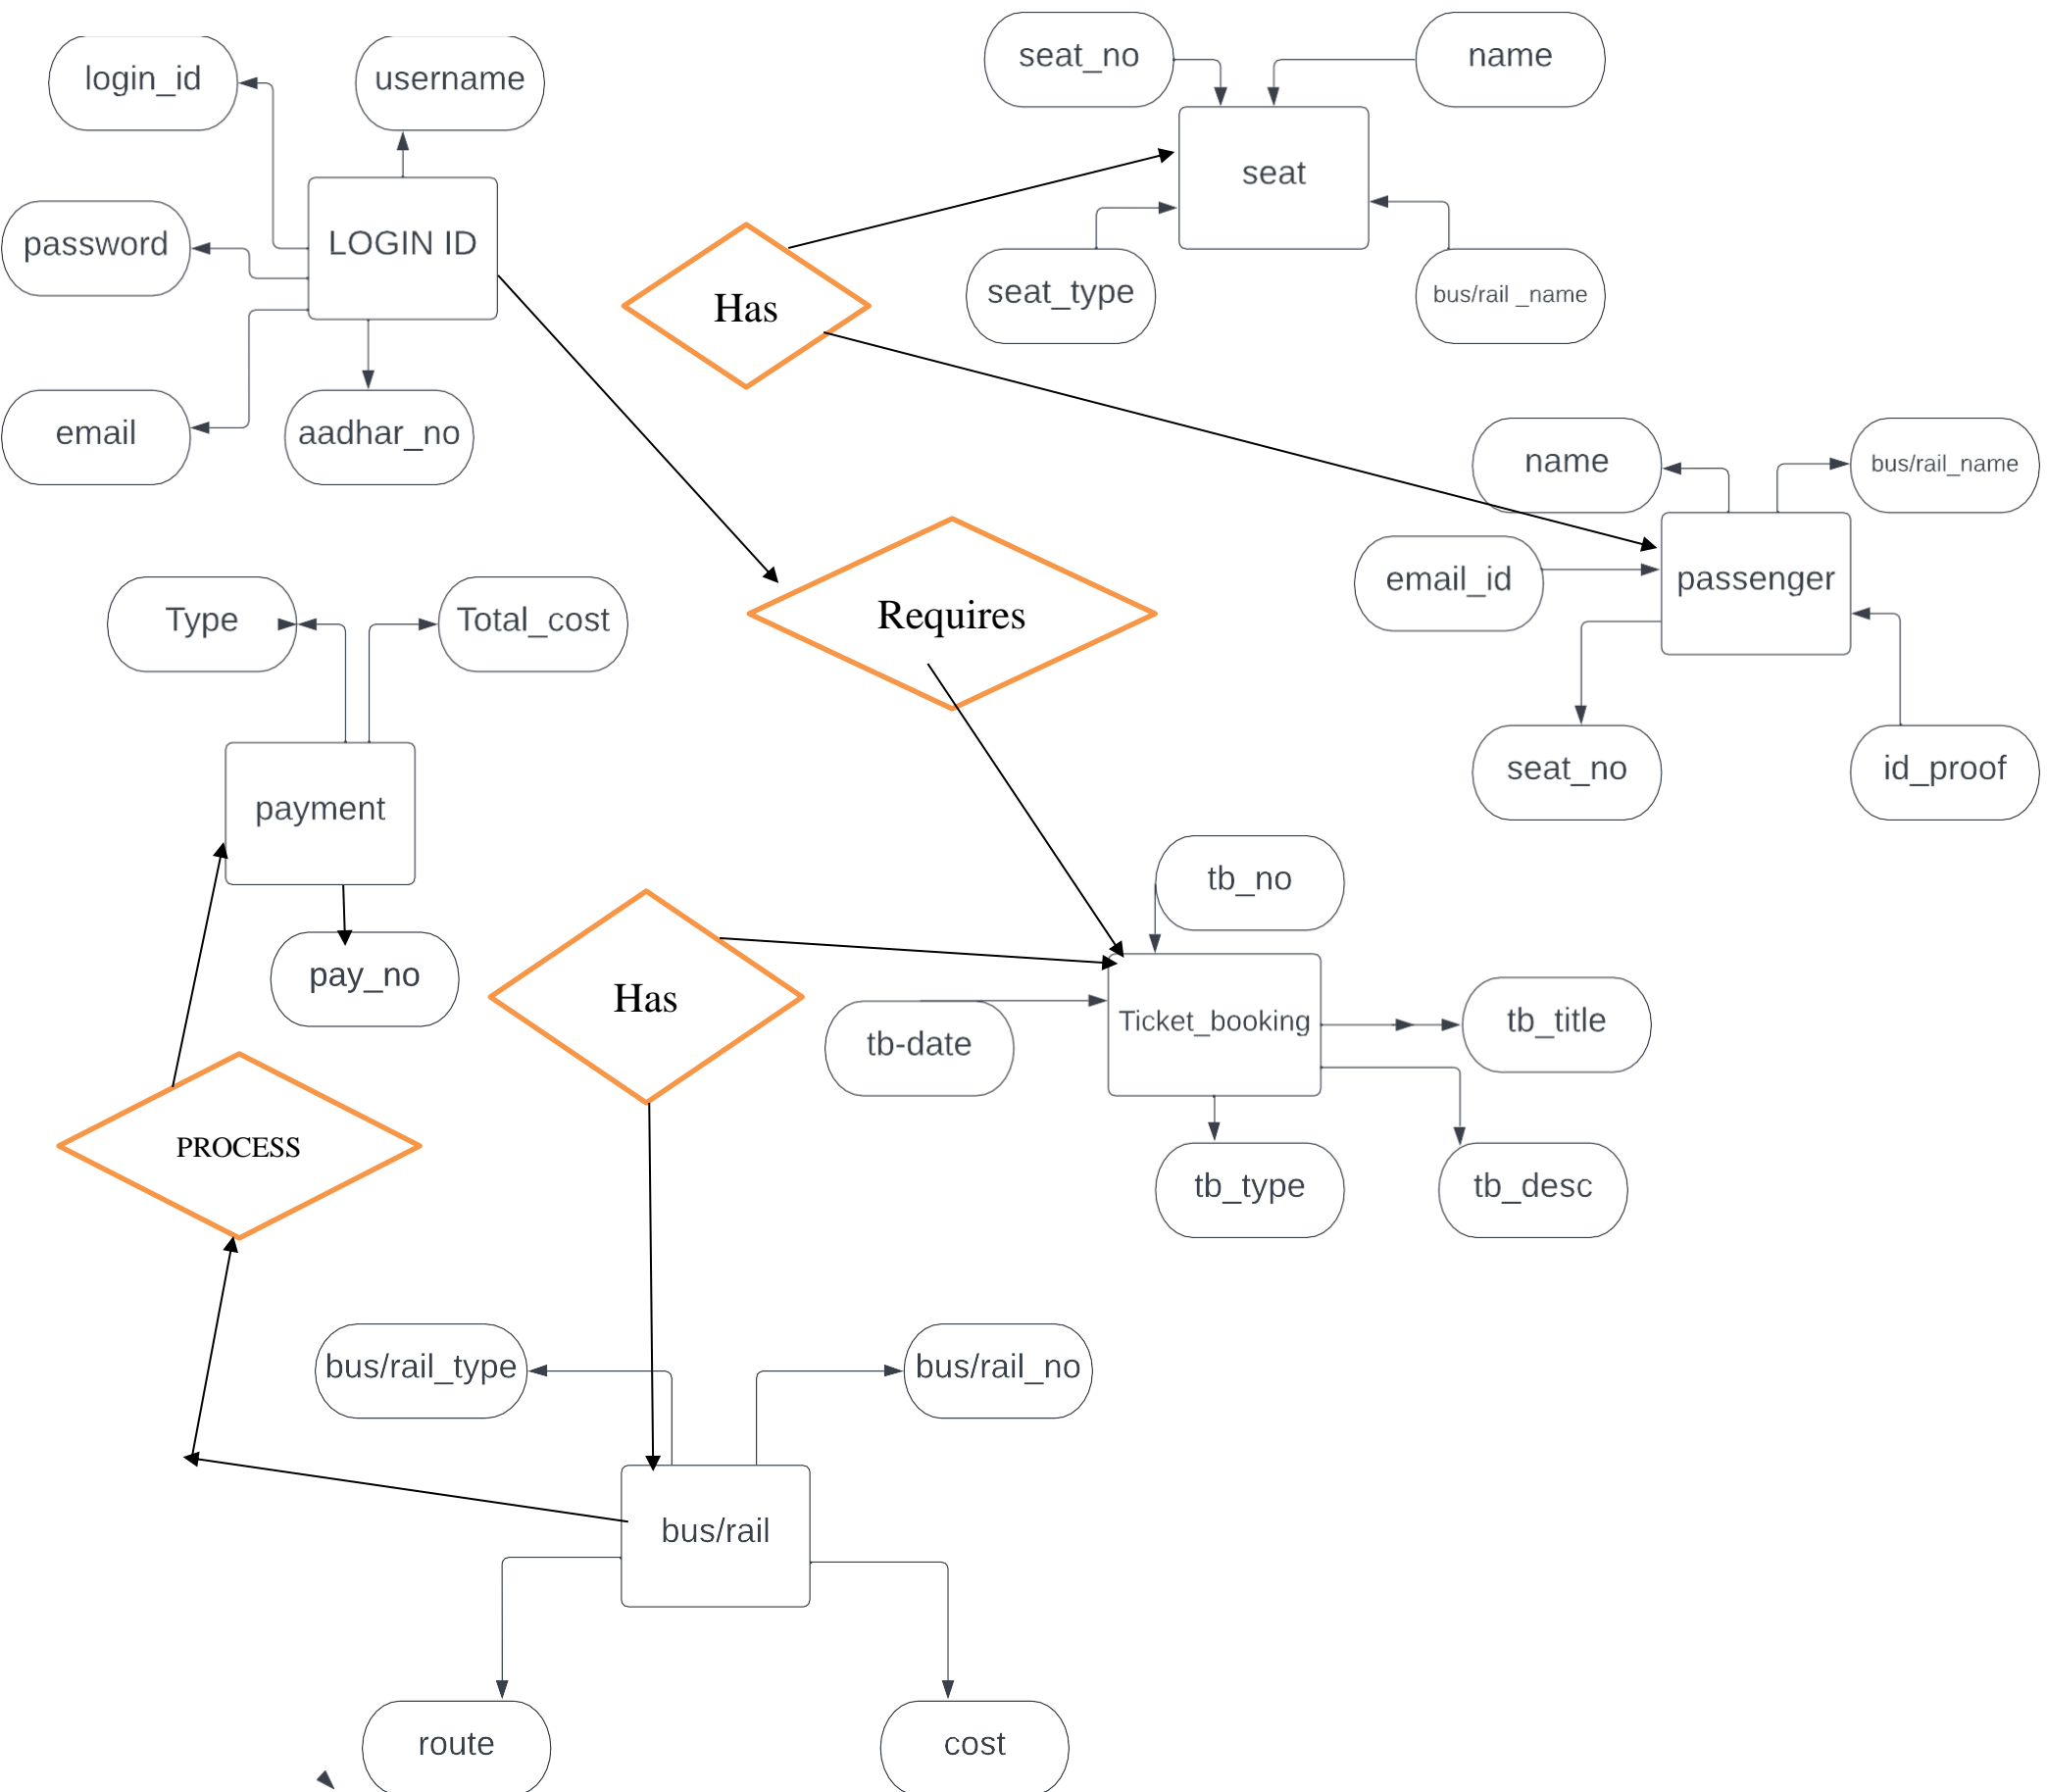 seat_no
name
login_id
username
seat
password
LOGIN ID
seat_type
bus/rail _name
Has
email
aadhar_no
name
bus/rail_name
email_id
passenger
Type
Total_cost
Requires
seat_no
id_proof
payment
tb_no
pay_no
Has
Ticket_booking
tb_title
tb-date
PROCESS
tb_type
tb_desc
bus/rail_type
bus/rail_no
bus/rail
route
cost